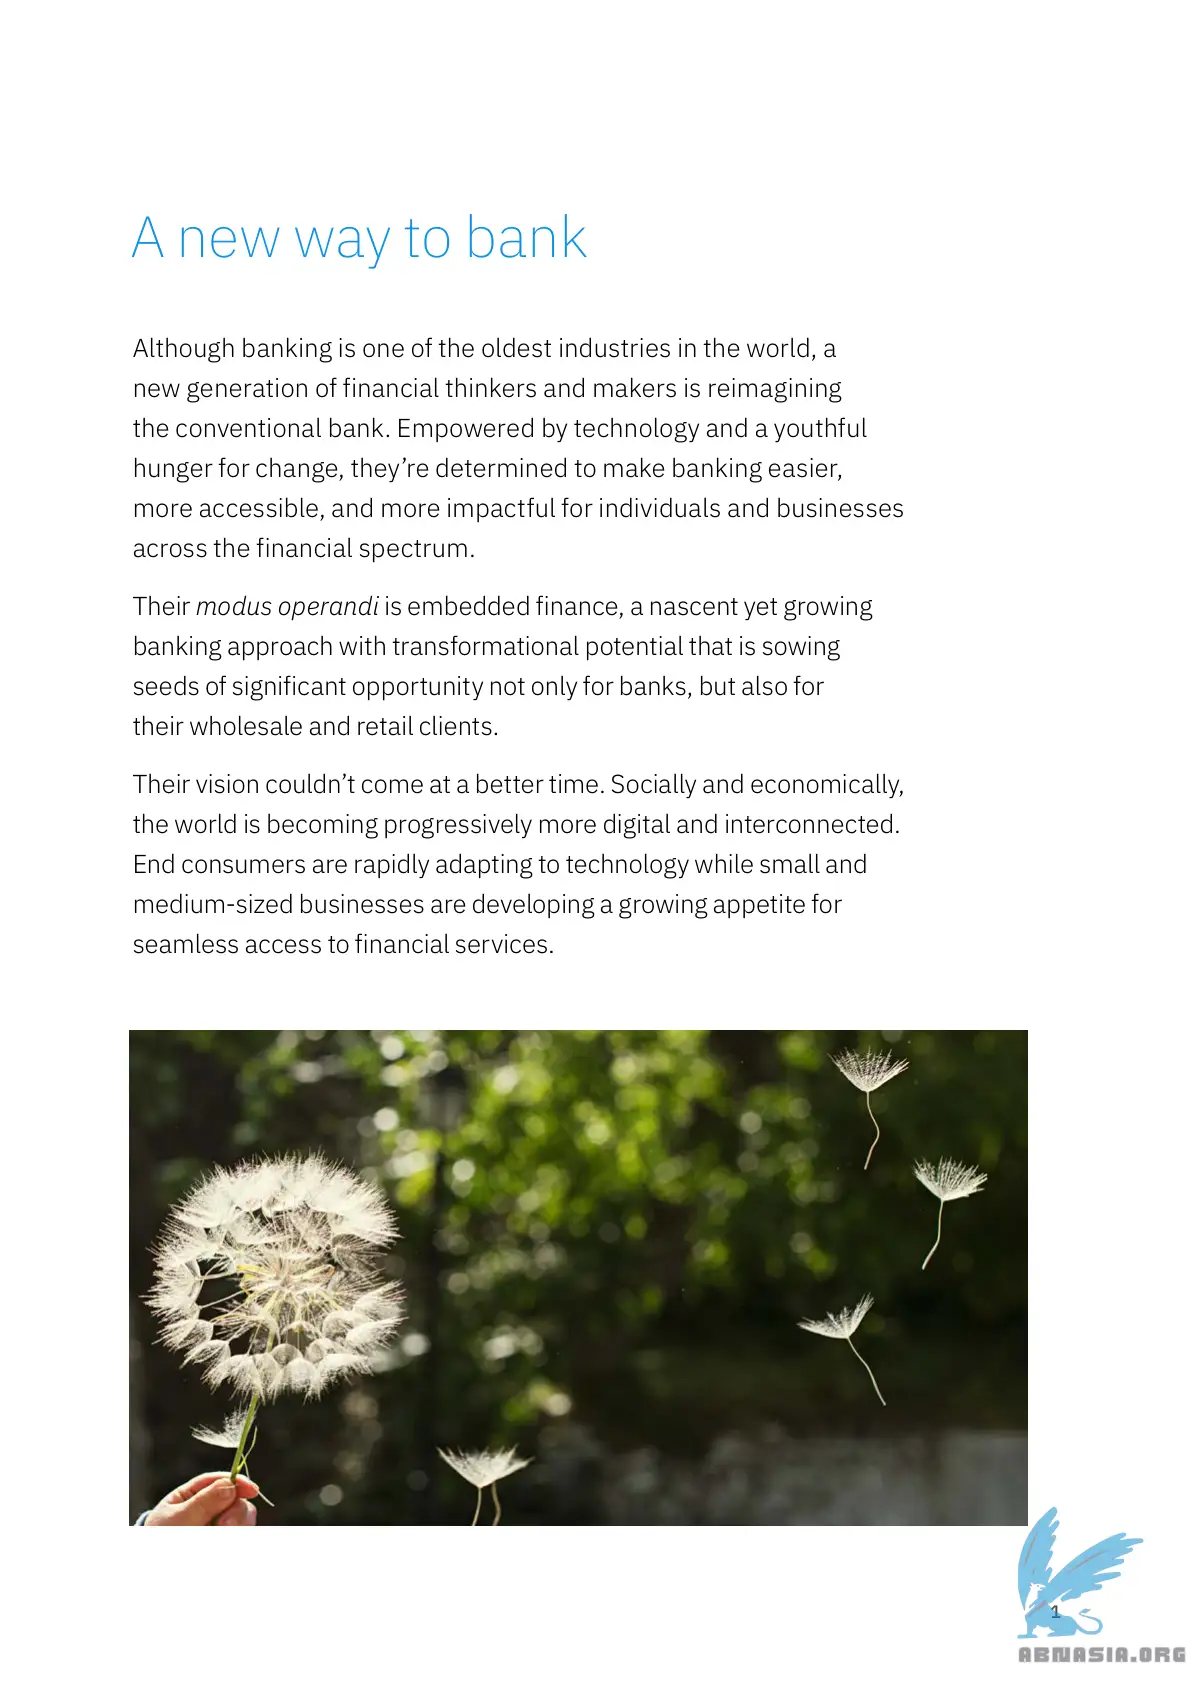 A new way to bank
Although banking is one of the oldest industries in the world, a
new generation of financial thinkers and makers is reimagining
the conventional bank. Empowered by technology and a youthful
hunger for change, they’re determined to make banking easier,
more accessible, and more impactful for individuals and businesses
across the financial spectrum.
Their modus operandi is embedded finance, a nascent yet growing
banking approach with transformational potential that is sowing
seeds of significant opportunity not only for banks, but also for
their wholesale and retail clients.
Their vision couldn’t come at a better time. Socially and economically,
the world is becoming progressively more digital and interconnected.
End consumers are rapidly adapting to technology while small and
medium-sized businesses are developing a growing appetite for
seamless access to financial services.
1
ABNASIA.ORG